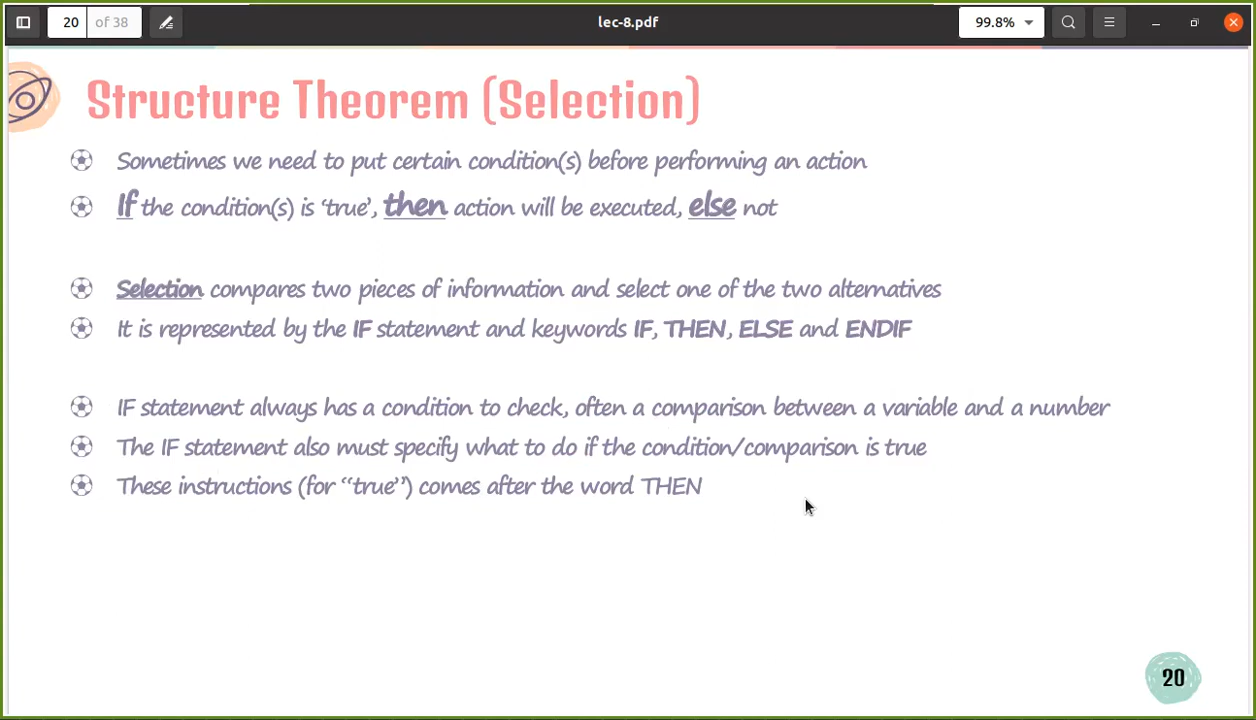 20 of 38
lec-8.pdf
99.8%
Structure Theorem (Selection)
Sometimes we need to put certain condition(s) before performing an action
If the condition(s) is ‘true’, then action will be executed, else not
Selection compares two pieces of information and select one of the two alternatives
It is represented by the IF statement and keywords IF, THEN, ELSE and ENDIF
IF statement always has a condition to check, often a comparison between a variable and a number
The IF statement also must specify what to do if the condition/comparison is true
These instructions (for “true”) comes after the word THEN
20